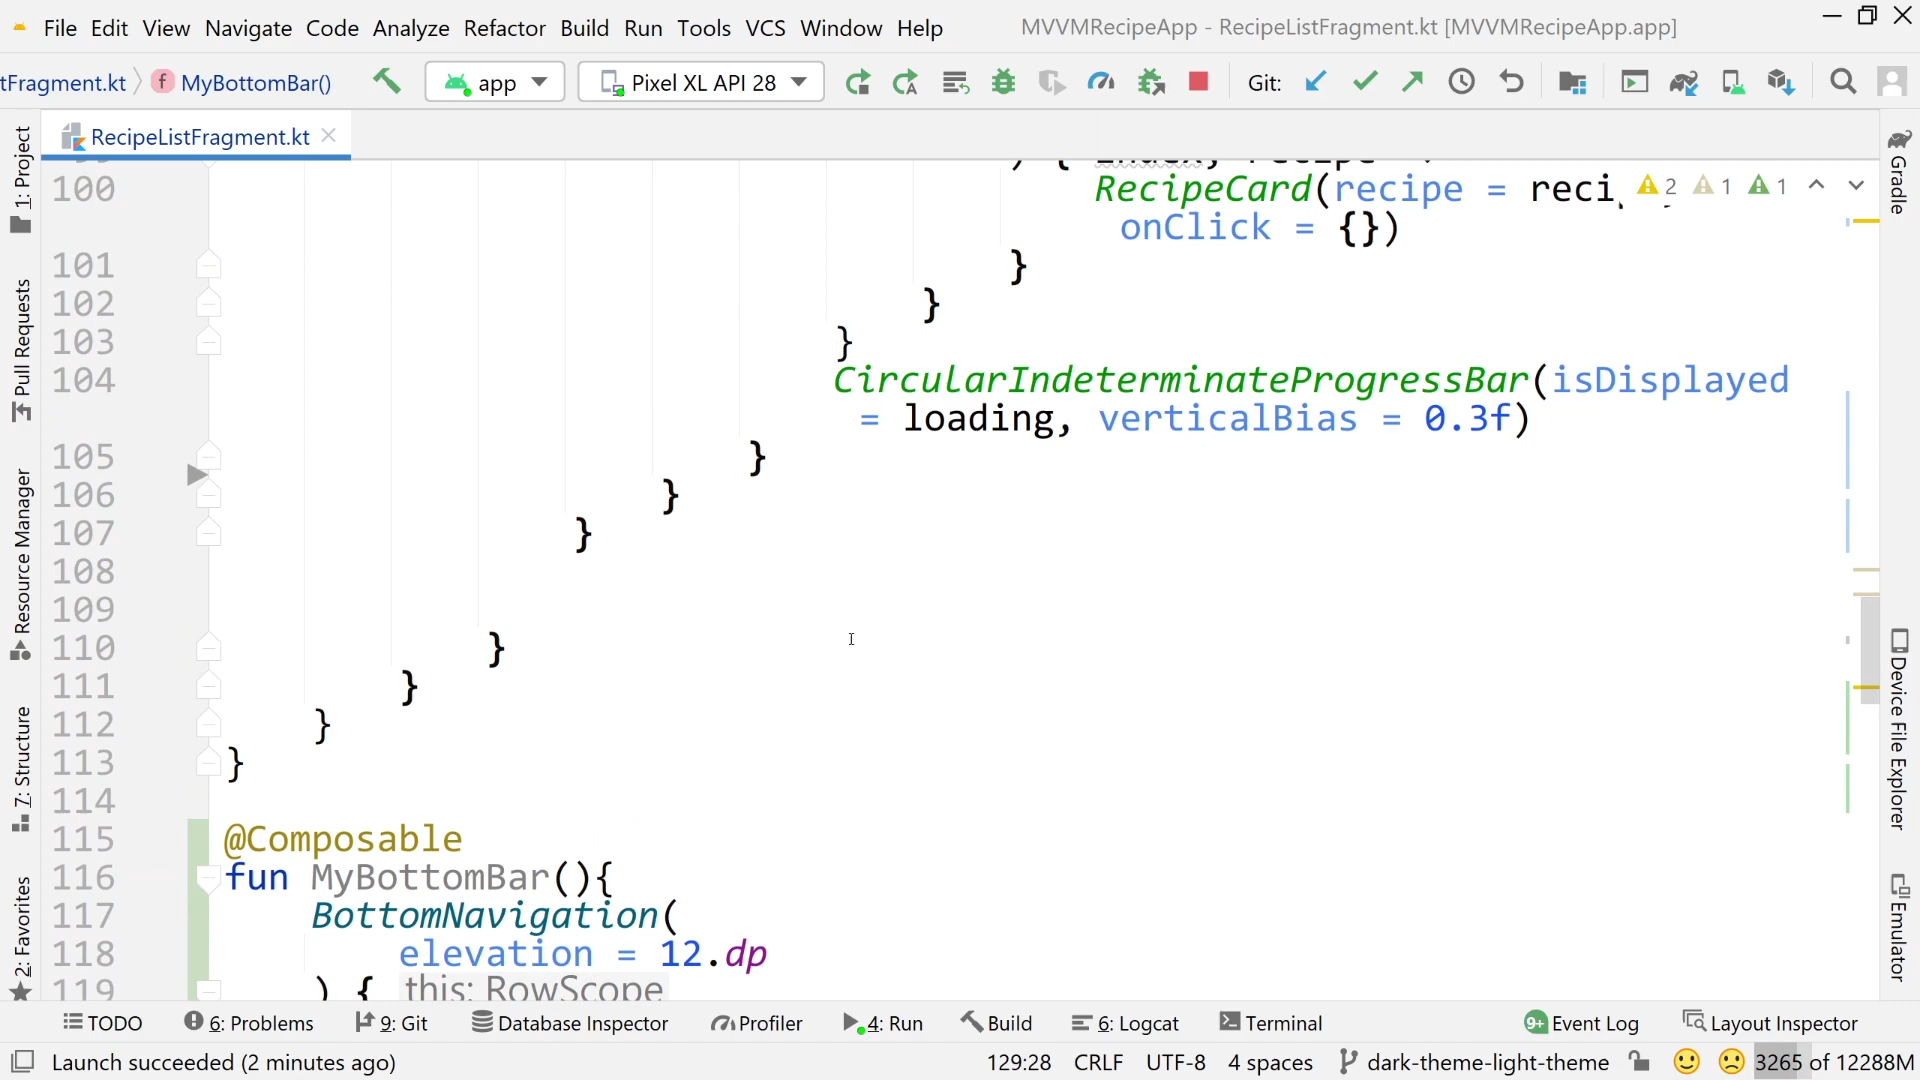 File Edit View Navigate Code Analyze Refactor Build Run Tools VCS Window Help MVVMRecipeApp - RecipeListFragment.kt [MVVMRecipeApp.app]
tFragment.kt MyBottomBar() app Pixel XL API 28 Git:
RecipeListFragment.kt
) { index, recipe
100 RecipeCard(recipe = reci 2 1 1
onClick = {})
101 }
102 }
103 }
104 CircularIndeterminateProgressBar(isDisplayed
= loading, verticalBias = 0.3f)
105 }
106 }
107 }
108
109
110 }
111 }
112 }
113 }
114
115 @Composable
116 fun MyBottomBar(){
117 BottomNavigation(
118 elevation = 12.dp
119 ) { this: RowScope
1: Project
Pull Requests
Resource Manager
7: Structure
2: Favorites
Gradle
Device File Explorer
Emulator
TODO 6: Problems 9: Git Database Inspector Profiler 4: Run Build 6: Logcat Terminal 9+ Event Log Layout Inspector
Launch succeeded (2 minutes ago) 129:28 CRLF UTF-8 4 spaces dark-theme-light-theme 3265 of 12288M